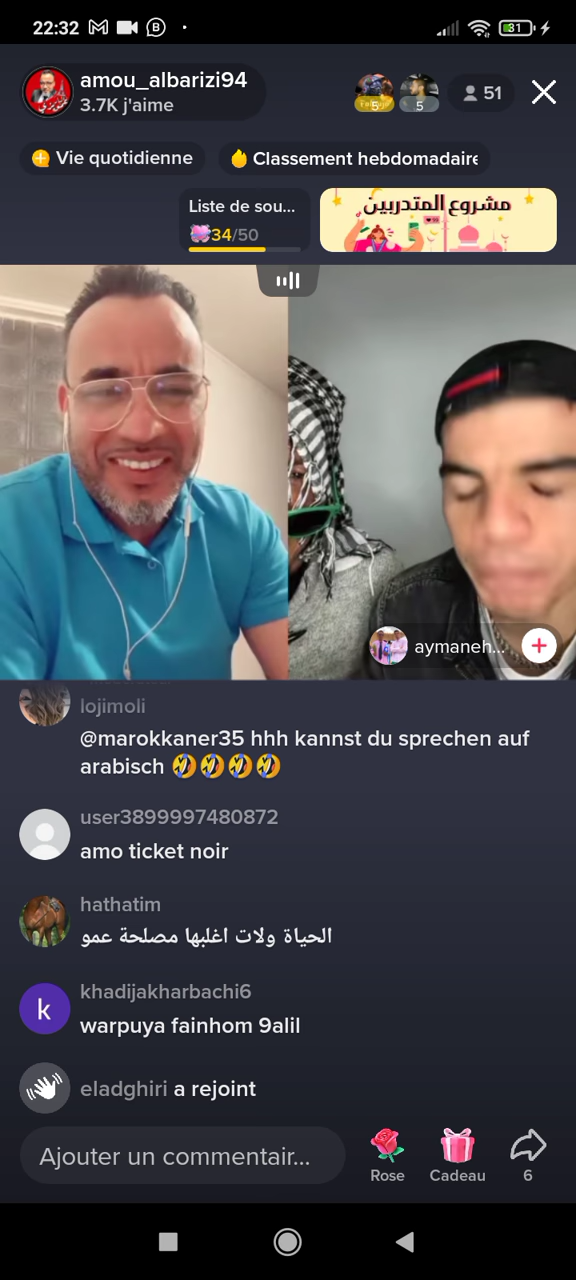 22:32
31
amou_albarizi94
3.7K j'aime
5
5
51
Vie quotidienne
Classement hebdomadaire
Liste de sou...
34/50
مشروع المتدربين
aymaneh...
lojimoli
@marokkaner35 hhh kannst du sprechen auf
arabisch 🤣🤣🤣🤣
user3899997480872
amo ticket noir
hathatim
الحياة ولات اغلبها مصلحة عمو
k
khadijakharbachi6
warpuya fainhom 9alil
eladghiri a rejoint
Ajouter un commentair...
Rose
Cadeau
6